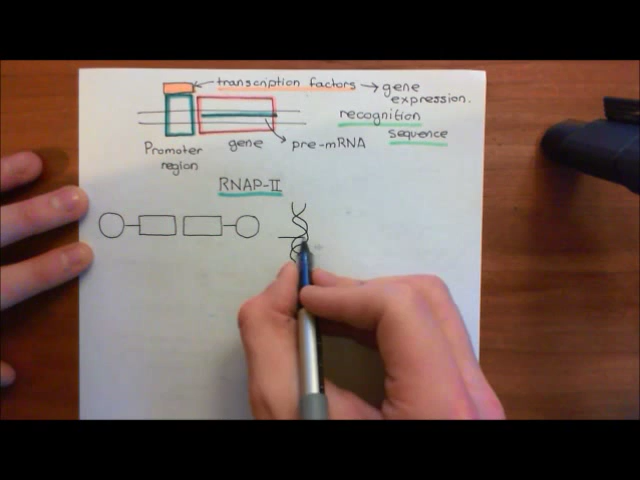 transcription factors → gene
expression.
recognition
sequence
Promoter
region
gene
pre-mRNA
RNAP-II